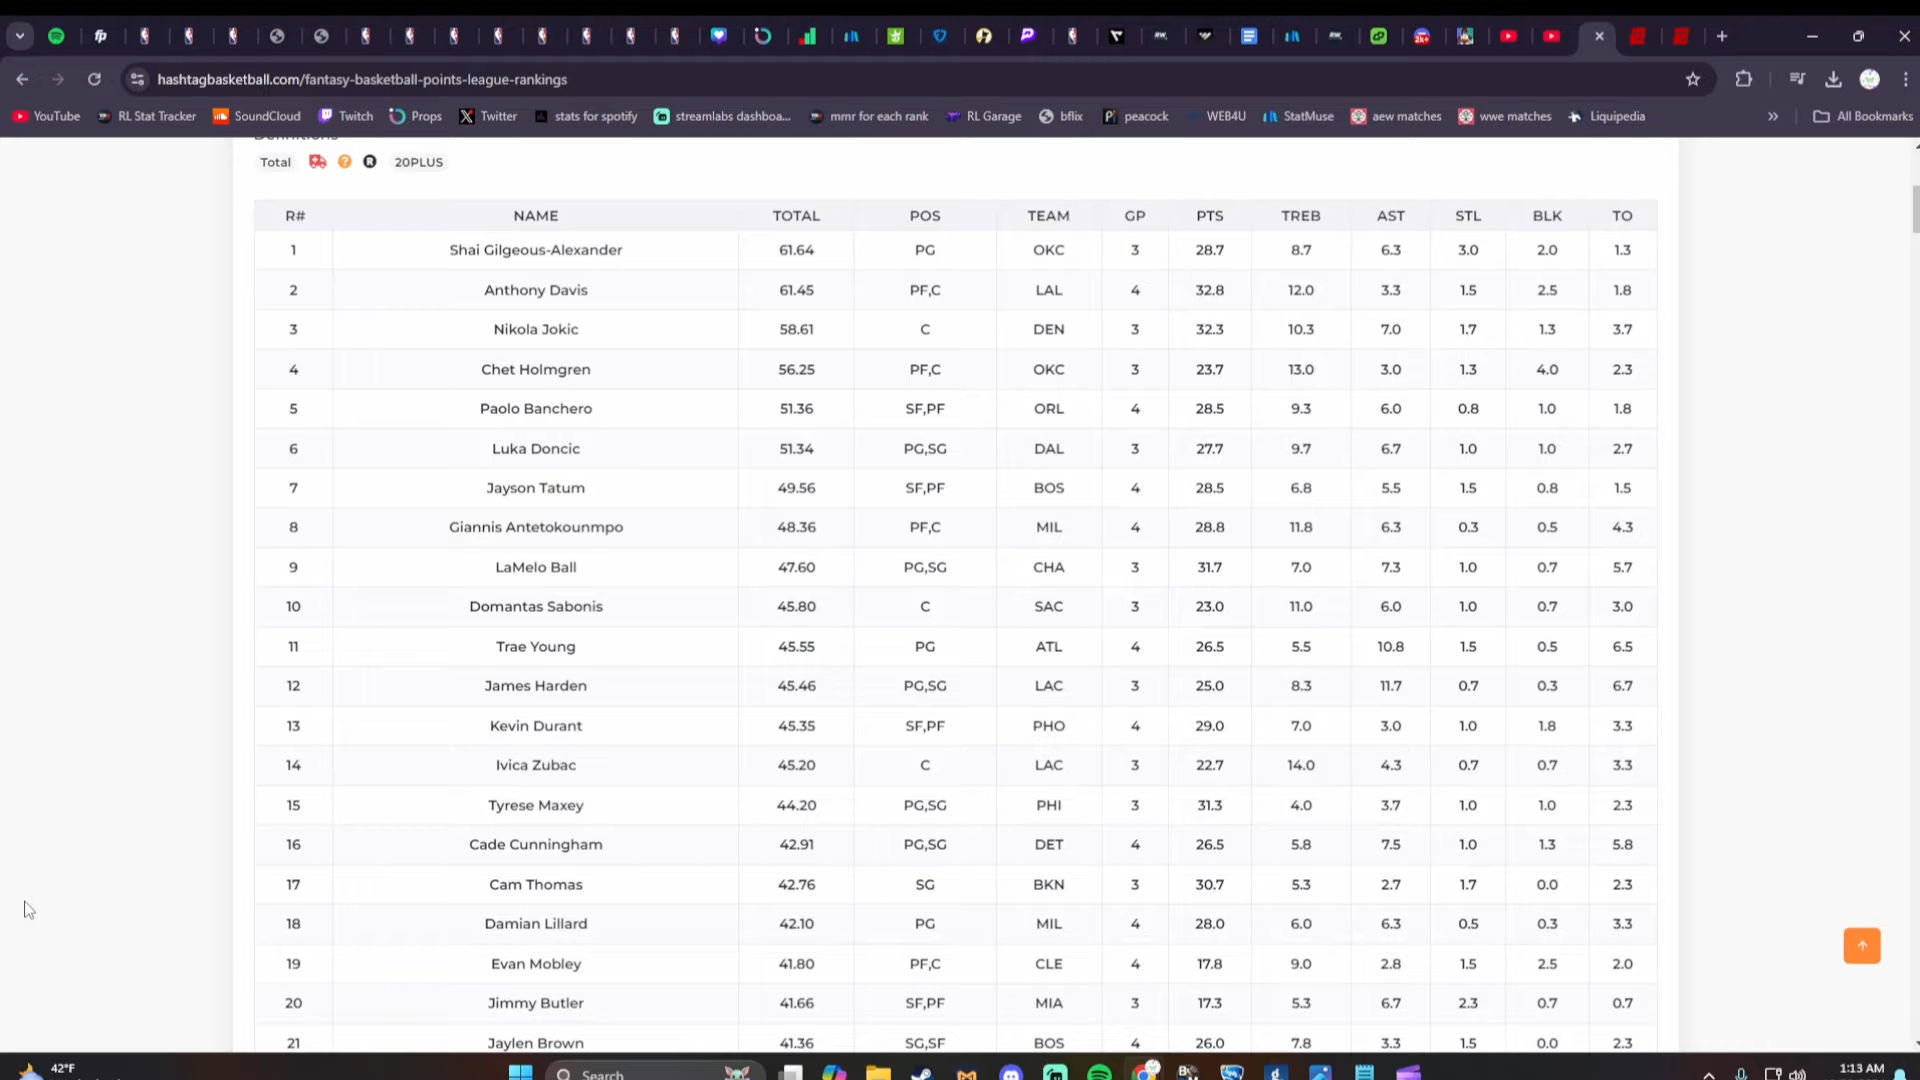 hashtagbasketball.com/fantasy-basketball-points-league-rankings
YouTube RL Stat Tracker SoundCloud Twitch Props Twitter stats for spotify streamlabs dashboa... mmr for each rank RL Garage bflix peacock WEB4U StatMuse aew matches wwe matches Liquipedia » All Bookmarks
Definitions
Total ? R 20PLUS
R# NAME TOTAL POS TEAM GP PTS TREB AST STL BLK TO
1 Shai Gilgeous-Alexander 61.64 PG OKC 3 28.7 8.7 6.3 3.0 2.0 1.3
2 Anthony Davis 61.45 PF,C LAL 4 32.8 12.0 3.3 1.5 2.5 1.8
3 Nikola Jokic 58.61 C DEN 3 32.3 10.3 7.0 1.7 1.3 3.7
4 Chet Holmgren 56.25 PF,C OKC 3 23.7 13.0 3.0 1.3 4.0 2.3
5 Paolo Banchero 51.36 SF,PF ORL 4 28.5 9.3 6.0 0.8 1.0 1.8
6 Luka Doncic 51.34 PG,SG DAL 3 27.7 9.7 6.7 1.0 1.0 2.7
7 Jayson Tatum 49.56 SF,PF BOS 4 28.5 6.8 5.5 1.5 0.8 1.5
8 Giannis Antetokounmpo 48.36 PF,C MIL 4 28.8 11.8 6.3 0.3 0.5 4.3
9 LaMelo Ball 47.60 PG,SG CHA 3 31.7 7.0 7.3 1.0 0.7 5.7
10 Domantas Sabonis 45.80 C SAC 3 23.0 11.0 6.0 1.0 0.7 3.0
11 Trae Young 45.55 PG ATL 4 26.5 5.5 10.8 1.5 0.5 6.5
12 James Harden 45.46 PG,SG LAC 3 25.0 8.3 11.7 0.7 0.3 6.7
13 Kevin Durant 45.35 SF,PF PHO 4 29.0 7.0 3.0 1.0 1.8 3.3
14 Ivica Zubac 45.20 C LAC 3 22.7 14.0 4.3 0.7 0.7 3.3
15 Tyrese Maxey 44.20 PG,SG PHI 3 31.3 4.0 3.7 1.0 1.0 2.3
16 Cade Cunningham 42.91 PG,SG DET 4 26.5 5.8 7.5 1.0 1.3 5.8
17 Cam Thomas 42.76 SG BKN 3 30.7 5.3 2.7 1.7 0.0 2.3
18 Damian Lillard 42.10 PG MIL 4 28.0 6.0 6.3 0.5 0.3 3.3
19 Evan Mobley 41.80 PF,C CLE 4 17.8 9.0 2.8 1.5 2.5 2.0
20 Jimmy Butler 41.66 SF,PF MIA 3 17.3 5.3 6.7 2.3 0.7 0.7
21 Jaylen Brown 41.36 SG,SF BOS 4 26.0 7.8 3.3 1.5 0.0 2.3
42°F
Search
1:13 AM